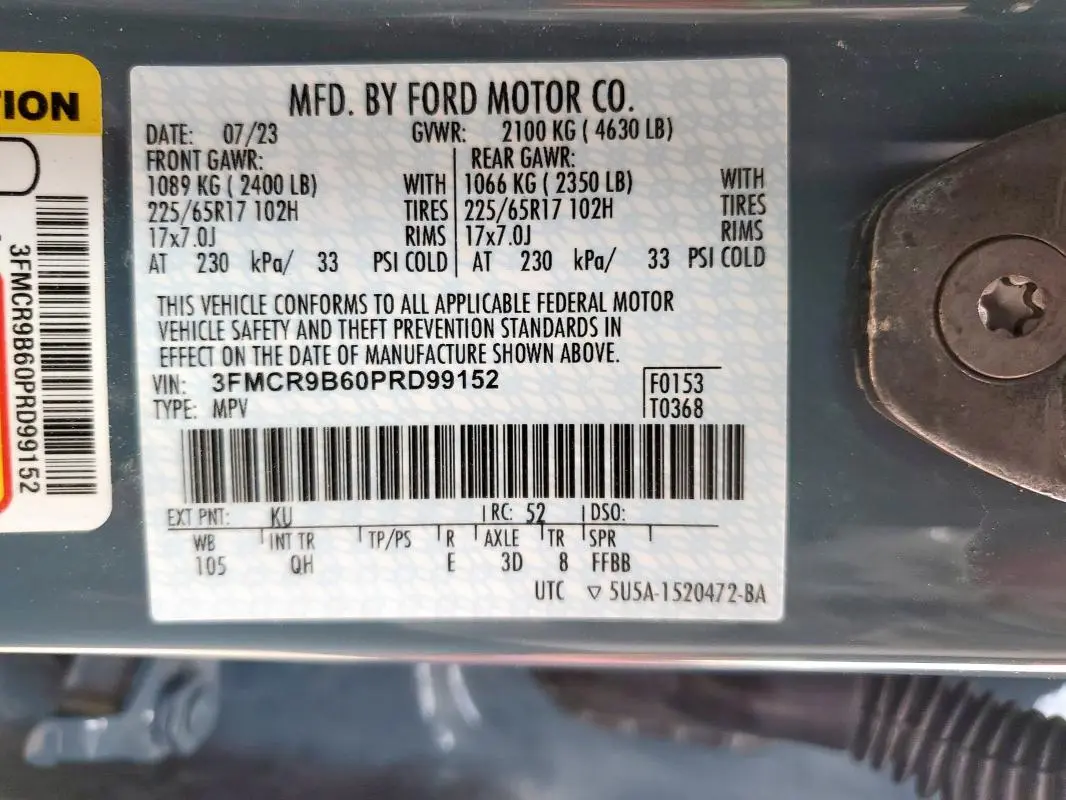 TION
3FMCR9B60PRD99152
MFD. BY FORD MOTOR CO.
DATE: 07/23 GVWR: 2100 KG ( 4630 LB)
FRONT GAWR: REAR GAWR:
1089 KG ( 2400 LB) WITH 1066 KG ( 2350 LB) WITH
225/65R17 102H TIRES 225/65R17 102H TIRES
17x7.0J RIMS 17x7.0J RIMS
AT 230 kPa/ 33 PSI COLD AT 230 kPa/ 33 PSI COLD
THIS VEHICLE CONFORMS TO ALL APPLICABLE FEDERAL MOTOR
VEHICLE SAFETY AND THEFT PREVENTION STANDARDS IN
EFFECT ON THE DATE OF MANUFACTURE SHOWN ABOVE.
VIN: 3FMCR9B60PRD99152 F0153
TYPE: MPV T0368
EXT PNT: KU RC: 52 DSO:
WB INT TR TP/PS R AXLE TR SPR
105 QH E 3D 8 FFBB
UTC ▽ 5U5A-1520472-BA